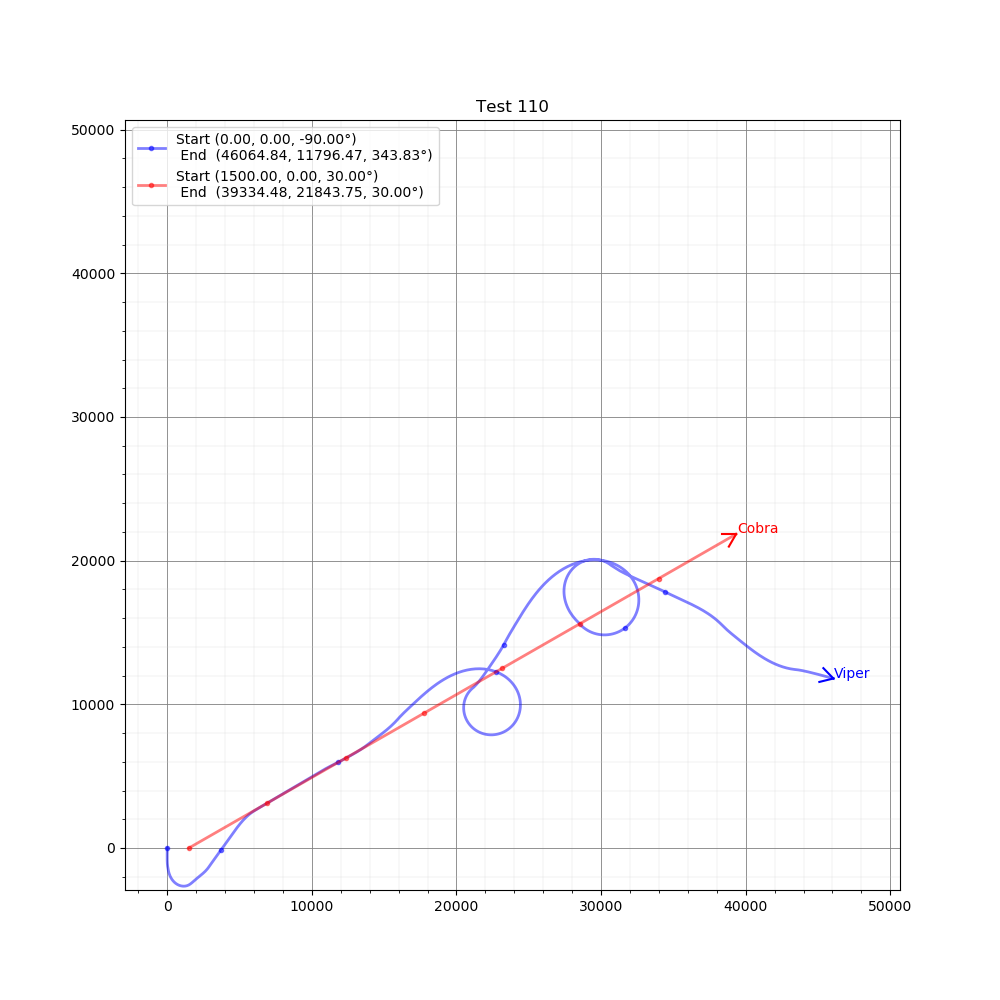 Test 110
Start (0.00, 0.00, -90.00°)
End (46064.84, 11796.47, 343.83°)
Start (1500.00, 0.00, 30.00°)
End (39334.48, 21843.75, 30.00°)
50000
40000
30000
20000
10000
0
Cobra
Viper
0 10000 20000 30000 40000 50000